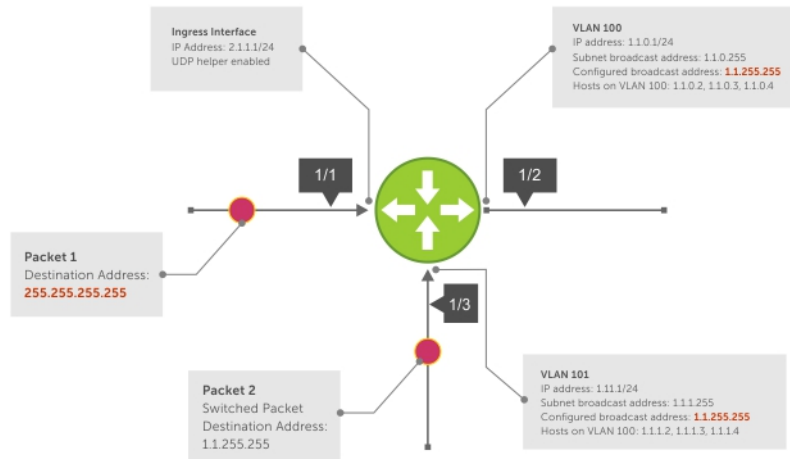 Ingress Interface
IP Address: 2.1.1.1/24
UDP helper enabled
VLAN 100
IP address: 1.1.0.1/24
Subnet broadcast address: 1.1.0.255
Configured broadcast address: 1.1.255.255
Hosts on VLAN 100: 1.1.0.2, 1.1.0.3, 1.1.0.4
1/1
1/2
Packet 1
Destination Address:
255.255.255.255
1/3
Packet 2
Switched Packet
Destination Address:
1.1.255.255
VLAN 101
IP address: 1.11.1/24
Subnet broadcast address: 1.1.1.255
Configured broadcast address: 1.1.255.255
Hosts on VLAN 100: 1.1.1.2, 1.1.1.3, 1.1.1.4